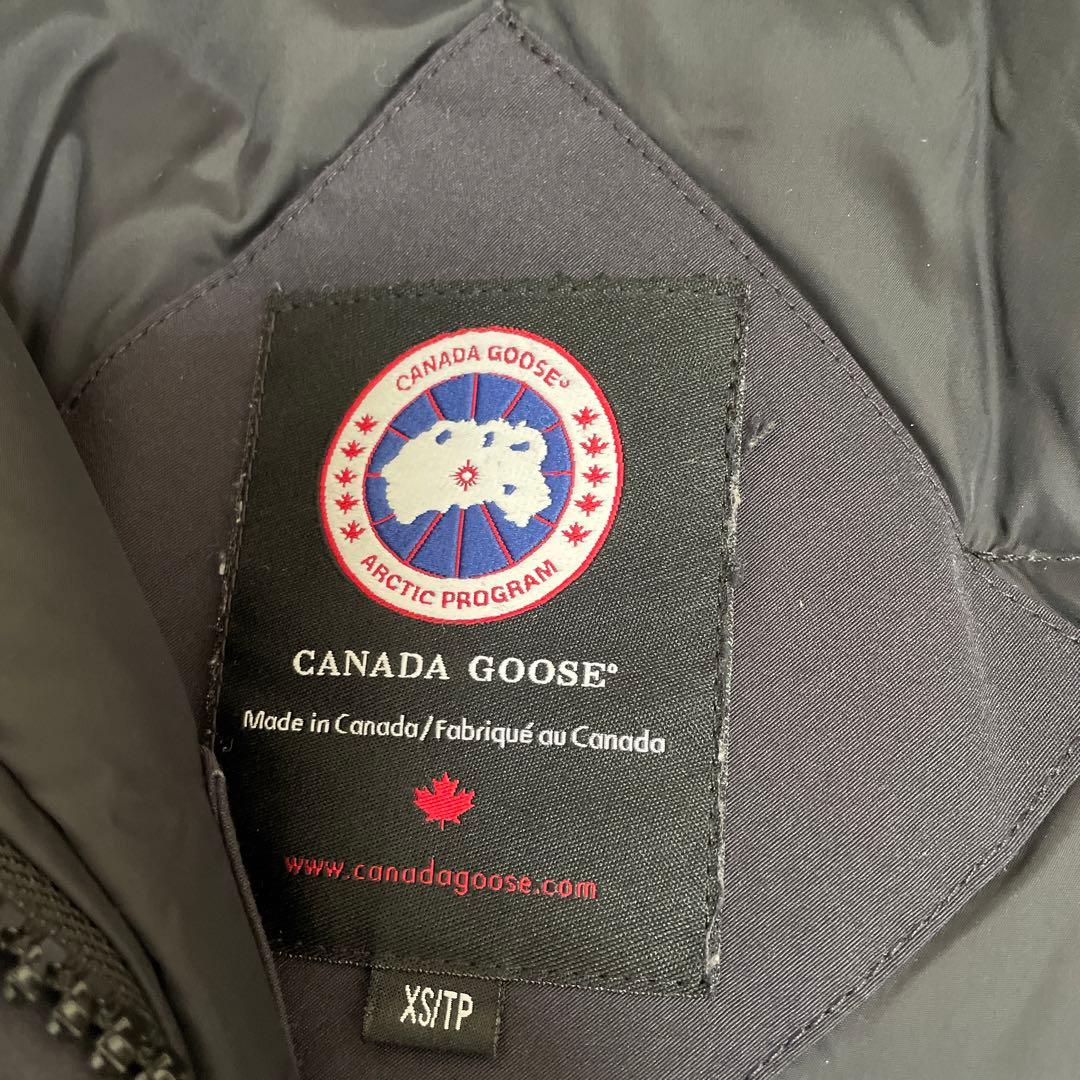 CANADA GOOSE®
ARCTIC PROGRAM
CANADA GOOSE®
Made in Canada/Fabriqué au Canada
www.canadagoose.com
XS/TP